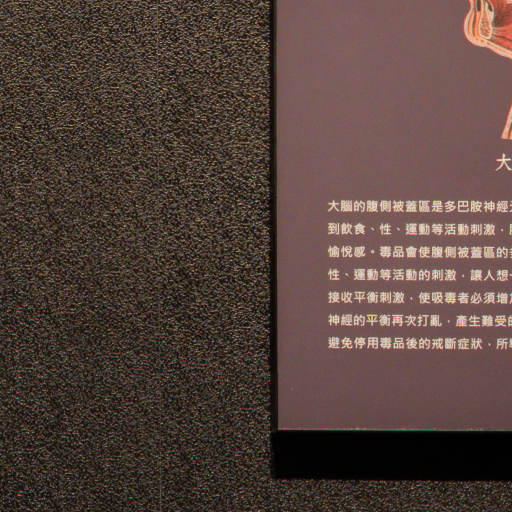 大
大腦的腹側被蓋區是多巴胺神經
到飲食、性、運動等活動刺激，
愉悅感。毒品會使腹側被蓋區的
性、運動等活動的刺激，讓人想
接收平衡刺激，使吸毒者必須增
神經的平衡再次打亂，產生難受的
避免停用毒品後的戒斷症狀，所